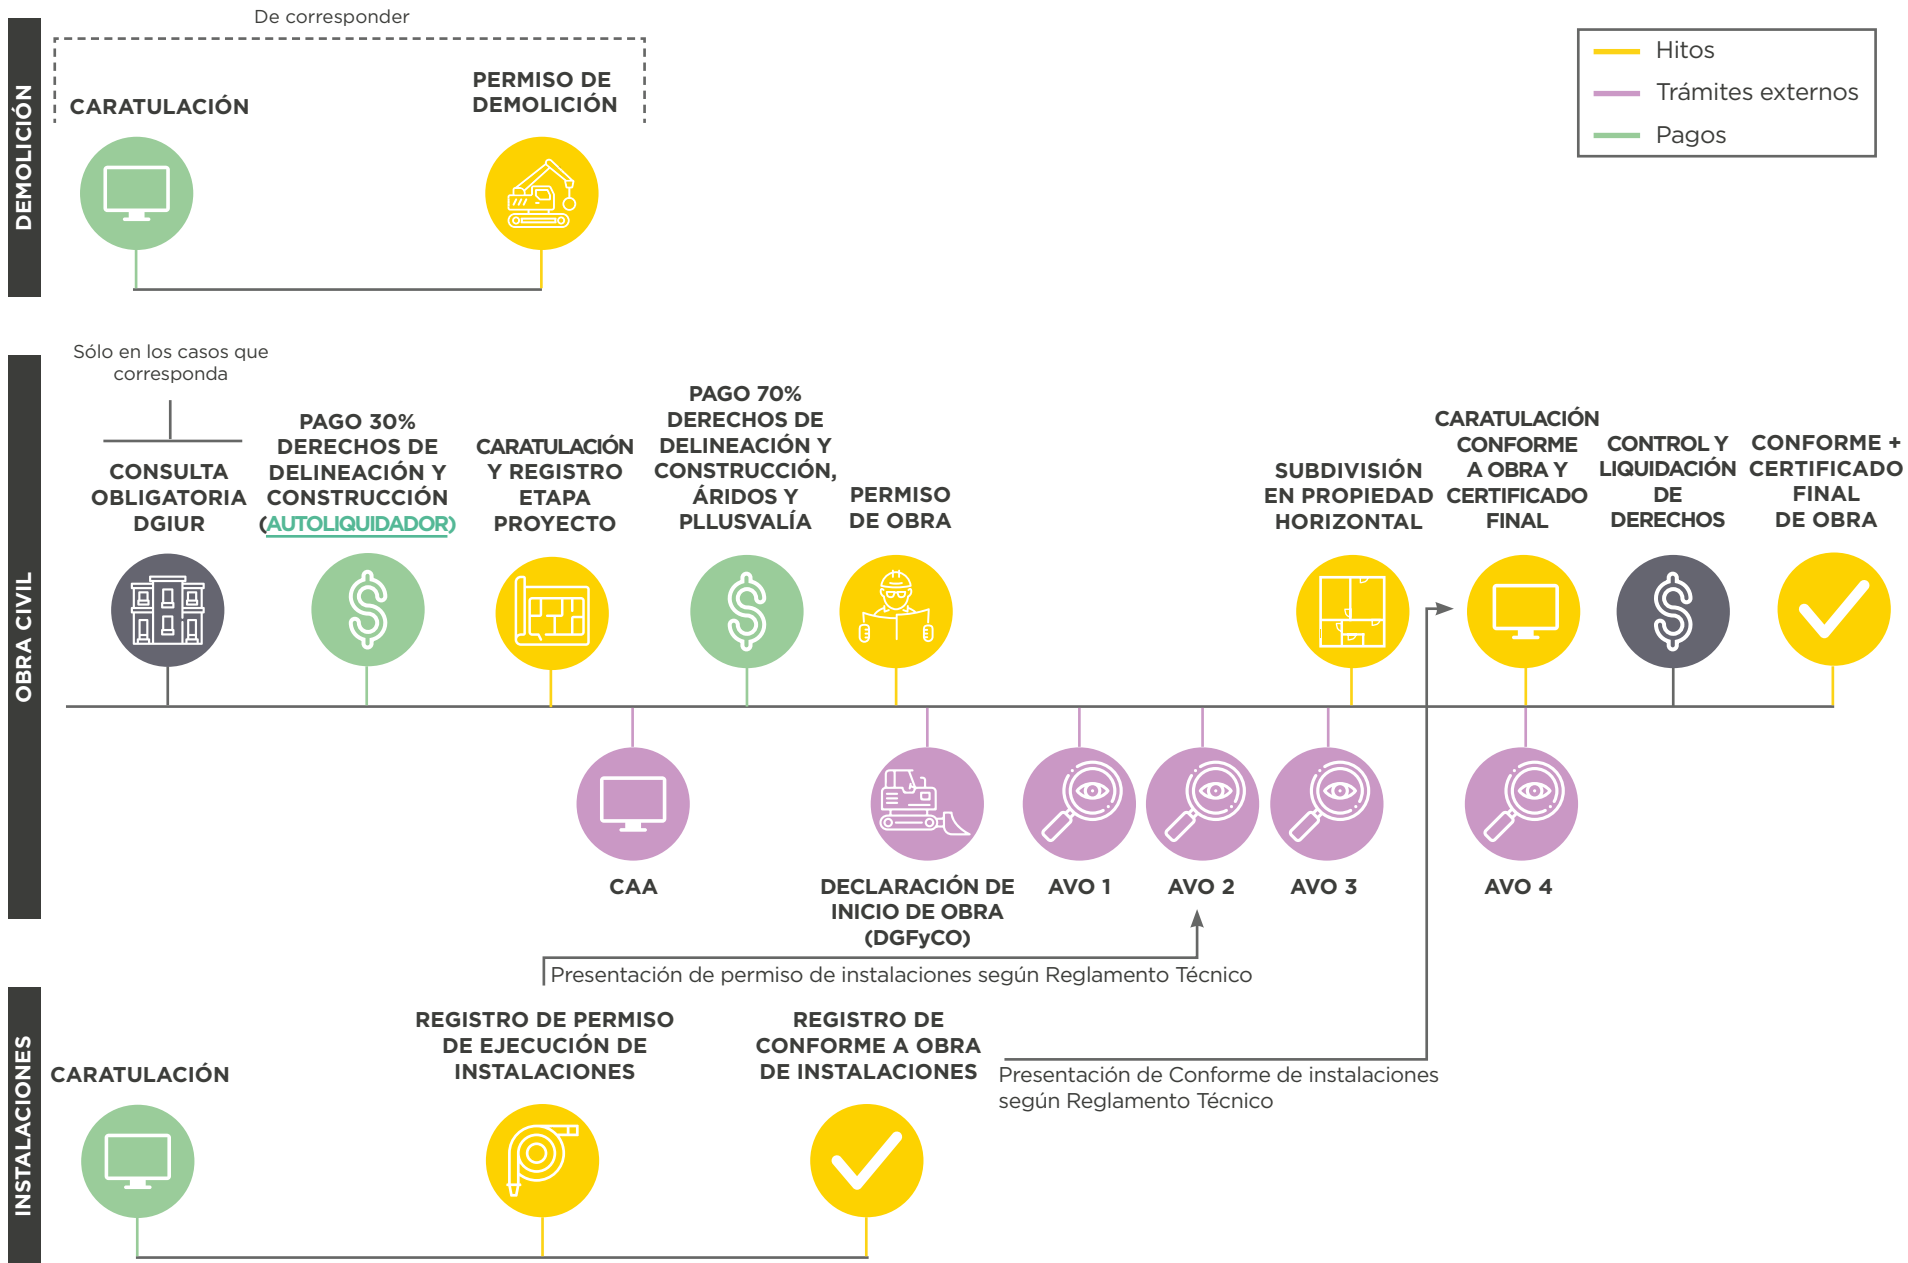 De corresponder
DEMOLICIÓN
CARATULACIÓN
PERMISO DE
DEMOLICIÓN
Hitos
Trámites externos
Pagos
OBRA CIVIL
Sólo en los casos que
corresponda
CONSULTA
OBLIGATORIA
DGIUR
PAGO 30%
DERECHOS DE
DELINEACIÓN Y
CONSTRUCCIÓN
(AUTOLIQUIDADOR)
CARATULACIÓN
Y REGISTRO
ETAPA
PROYECTO
PAGO 70%
DERECHOS DE
DELINEACIÓN Y
CONSTRUCCIÓN,
ÁRIDOS Y
PLLUSVALÍA
PERMISO
DE OBRA
SUBDIVISIÓN
EN PROPIEDAD
HORIZONTAL
CARATULACIÓN
CONFORME
A OBRA Y
CERTIFICADO
FINAL
CONTROL Y
LIQUIDACIÓN
DE
DERECHOS
CONFORME +
CERTIFICADO
FINAL
DE OBRA
CAA
DECLARACIÓN DE
INICIO DE OBRA
(DGFyCO)
AVO 1
AVO 2
AVO 3
AVO 4
Presentación de permiso de instalaciones según Reglamento Técnico
INSTALACIONES
CARATULACIÓN
REGISTRO DE PERMISO
DE EJECUCIÓN DE
INSTALACIONES
REGISTRO DE
CONFORME A OBRA
DE INSTALACIONES
Presentación de Conforme de instalaciones
según Reglamento Técnico